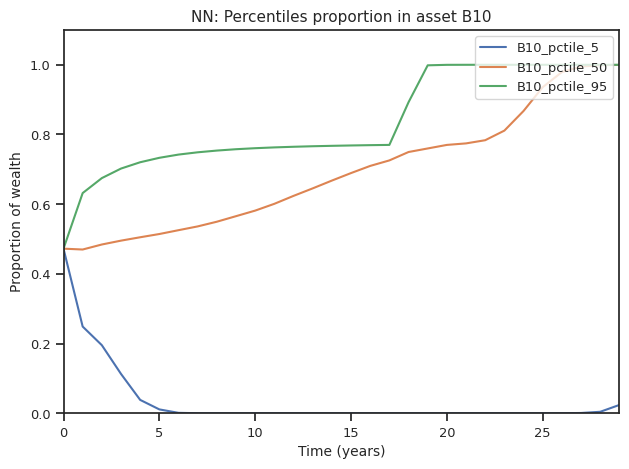 NN: Percentiles proportion in asset B10
B10_pctile_5
B10_pctile_50
B10_pctile_95
Proportion of wealth
1.0
0.8
0.6
0.4
0.2
0.0
0
5
10
15
20
25
Time (years)